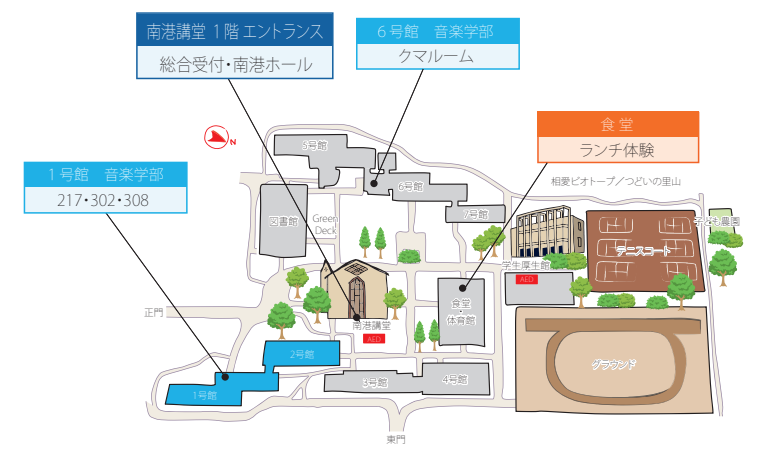 南港講堂 1階 エントランス
総合受付・南港ホール
6号館 音楽学部
クマルーム
食堂
ランチ体験
1号館 音楽学部
217・302・308
N
5号館
6号館
7号館
図書館
Green
Deck
相愛ビオトープ／つどいの里山
子ども農園
テニスコート
学生厚生館
AED
食堂
・
体育館
南港講堂
AED
正門
2号館
1号館
3号館
4号館
グラウンド
東門